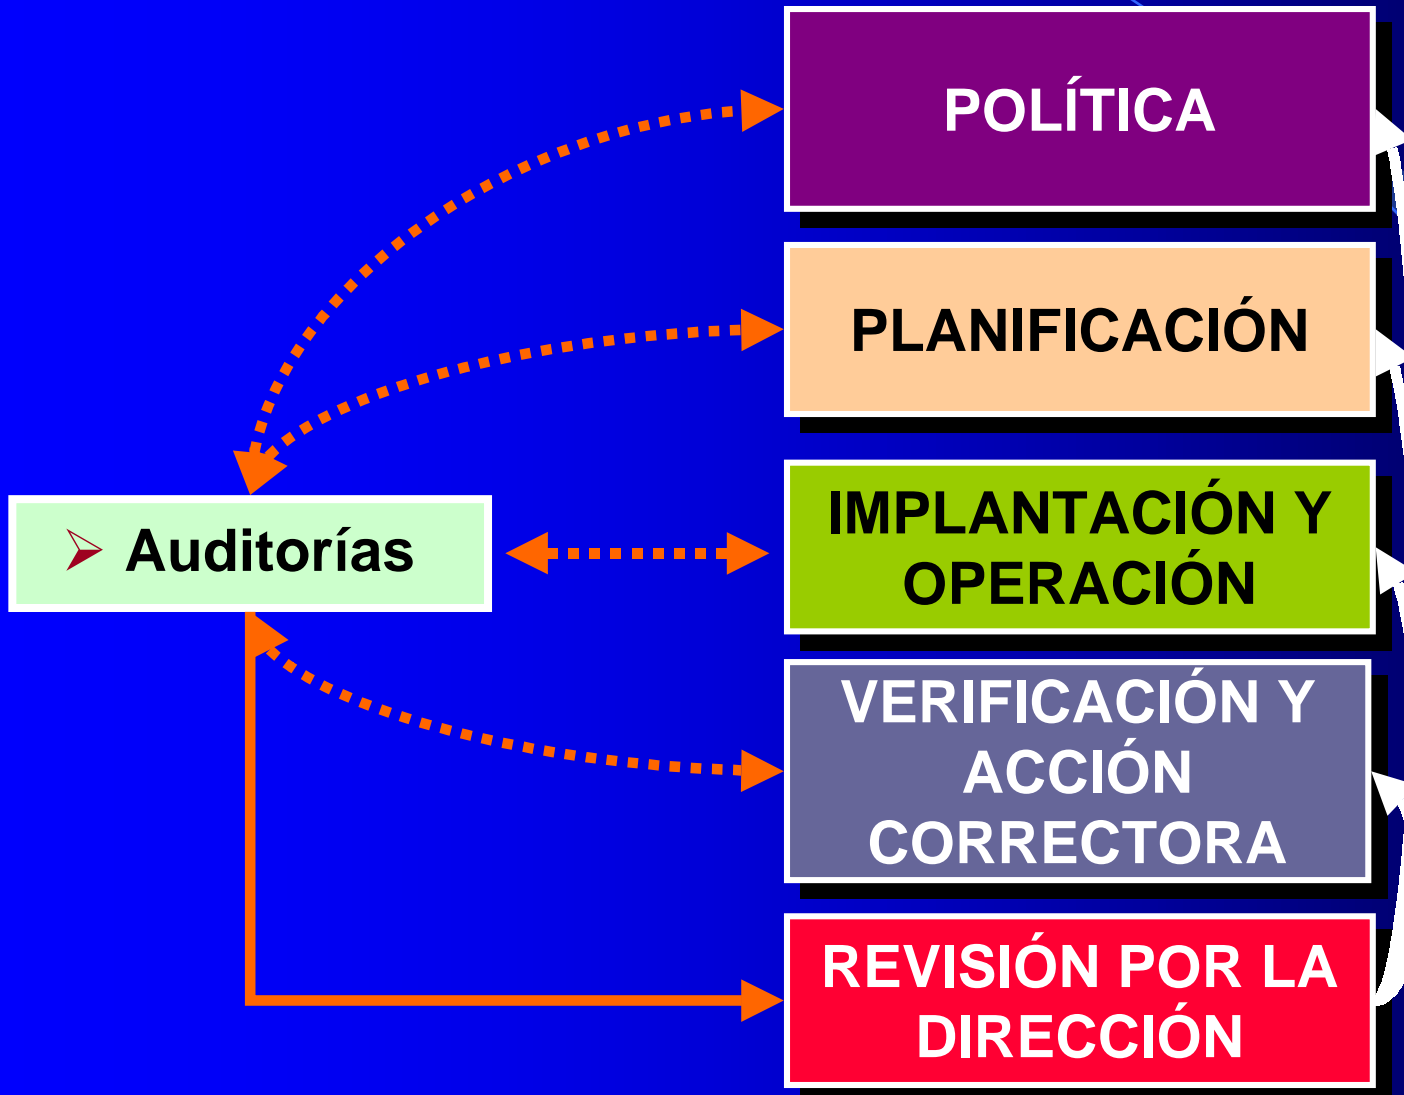 POLÍTICA
PLANIFICACIÓN
IMPLANTACIÓN Y
OPERACIÓN
Auditorías
VERIFICACIÓN Y
ACCIÓN
CORRECTORA
REVISIÓN POR LA
DIRECCIÓN